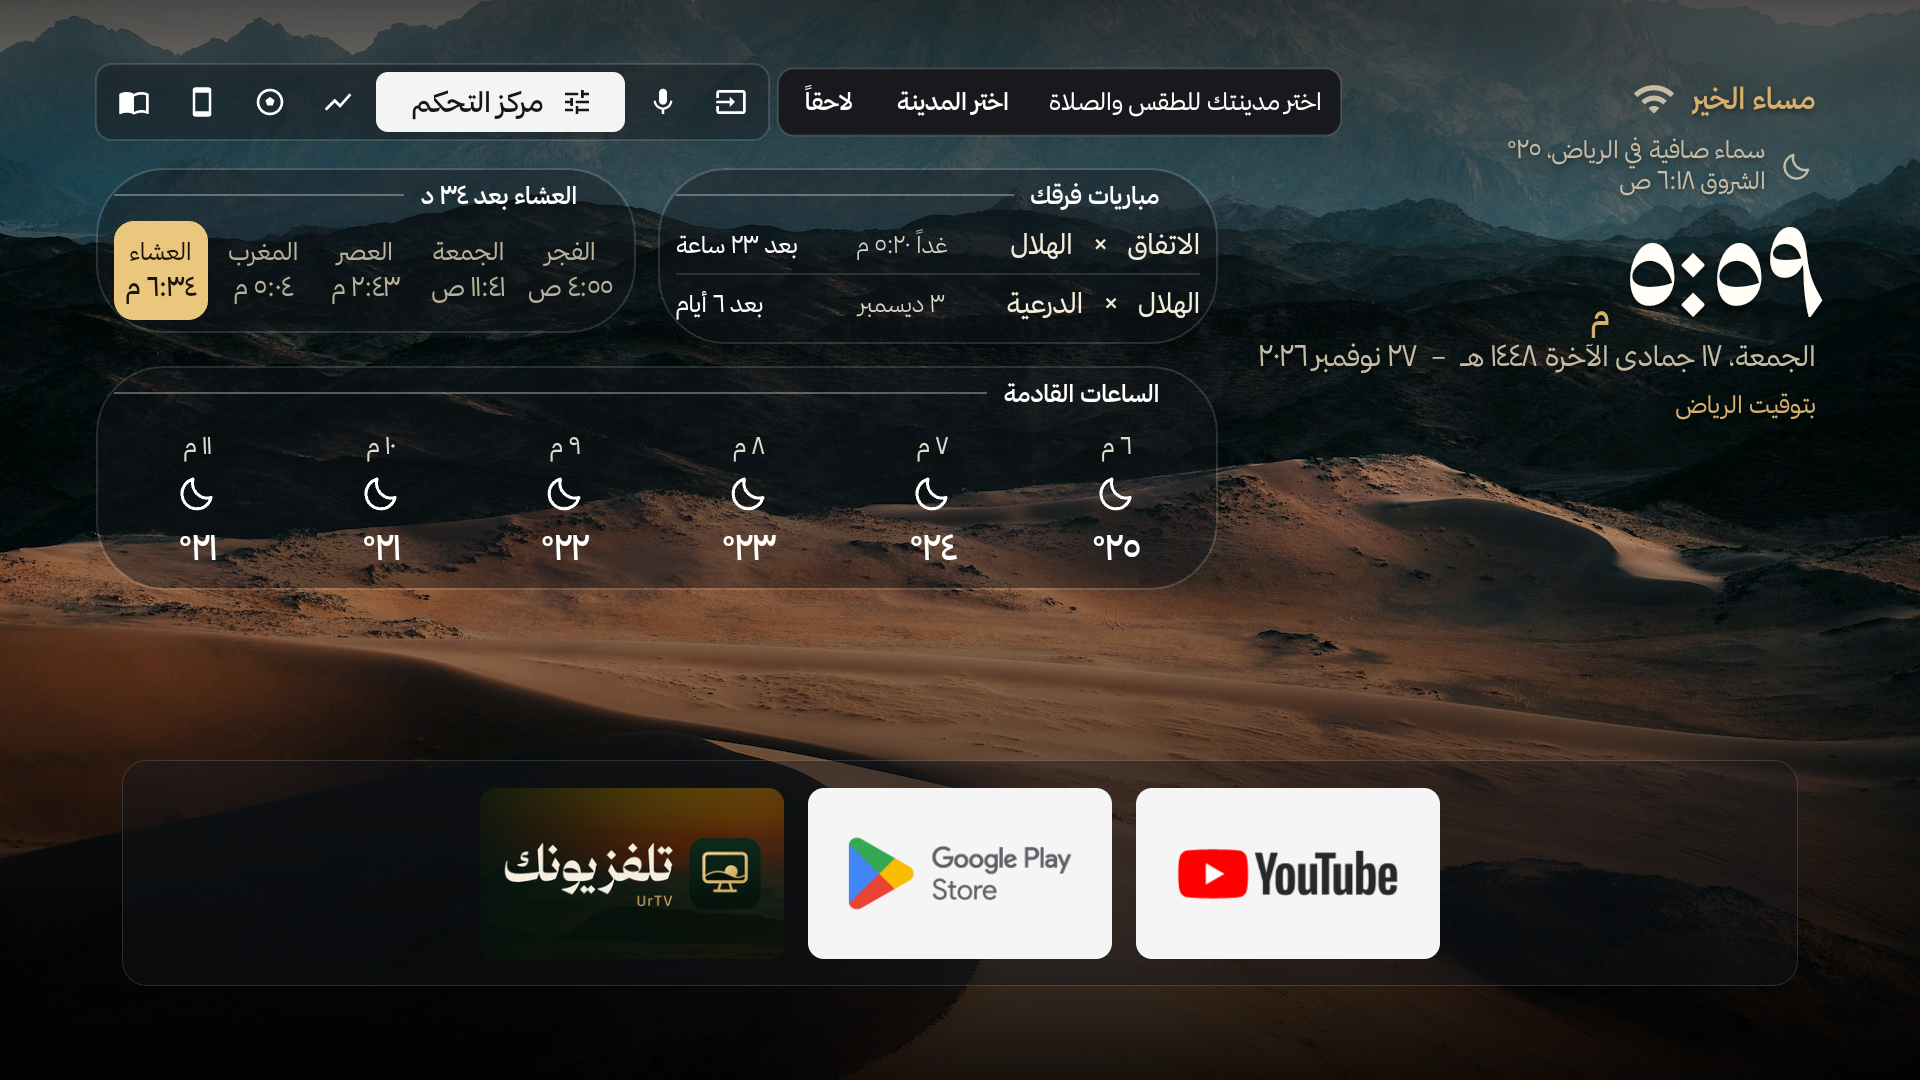 مساء الخير
سماء صافية في الرياض، ٢٥°
الشروق ٦:١٨ ص
٥:٥٩ م
الجمعة، ١٧ جمادى الآخرة ١٤٤٨ هـ – ٢٧ نوفمبر ٢٠٢٦
بتوقيت الرياض
اختر مدينتك للطقس والصلاة اختر المدينة لاحقاً
مركز التحكم
مباريات فرقك
الاتفاق × الهلال غداً ٥:٢٠ م بعد ٢٣ ساعة
الهلال × الدرعية ٣ ديسمبر بعد ٦ أيام
العشاء بعد ٣٤ د
الفجر الجمعة العصر المغرب العشاء
٤:٥٥ ص ١١:٤١ ص ٢:٤٣ م ٥:٠٤ م ٦:٣٤ م
الساعات القادمة
٦ م ٧ م ٨ م ٩ م ١٠ م ١١ م
٢٥° ٢٤° ٢٣° ٢٢° ٢١° ٢١°
YouTube
Google Play
Store
تلفزيونك
UrTV